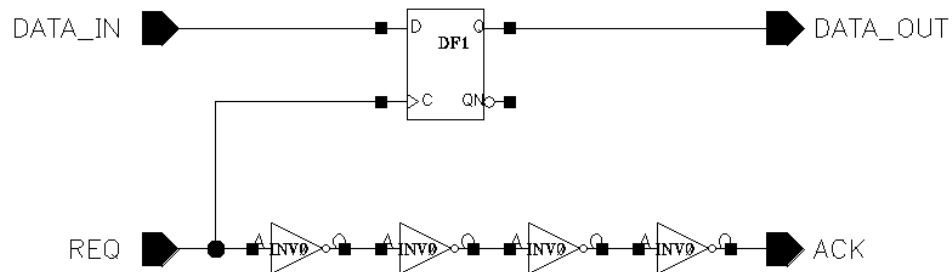 DATA_IN D Q DATA_OUT
DF1
C QN
REQ A INV0 Q A INV0 Q A INV0 Q A INV0 Q ACK